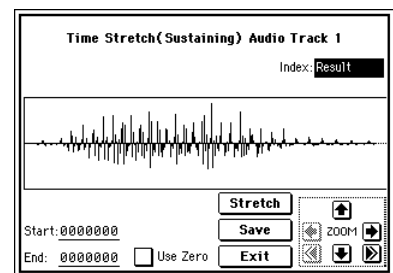 Time Stretch(Sustaining) Audio Track 1
Index: Result
Stretch
Start: 0000000
Save
ZOOM
End: 0000000
Use Zero
Exit